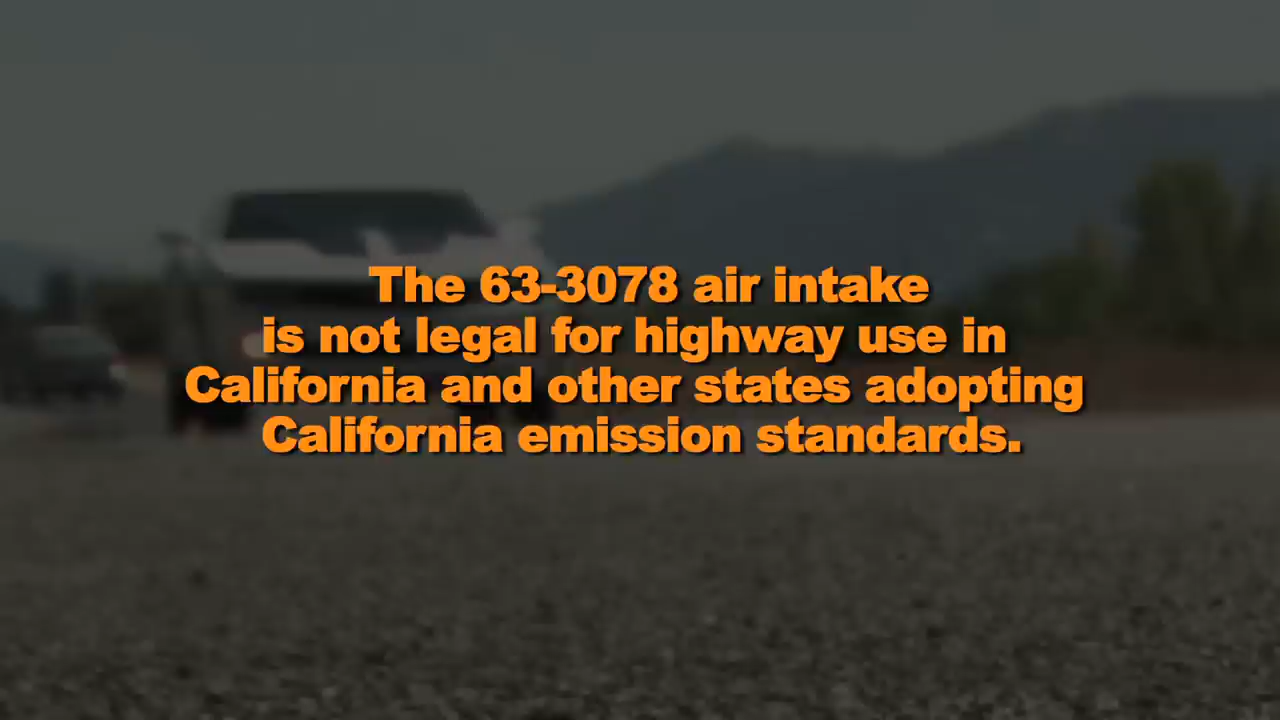 The 63-3078 air intake
is not legal for highway use in
California and other states adopting
California emission standards.